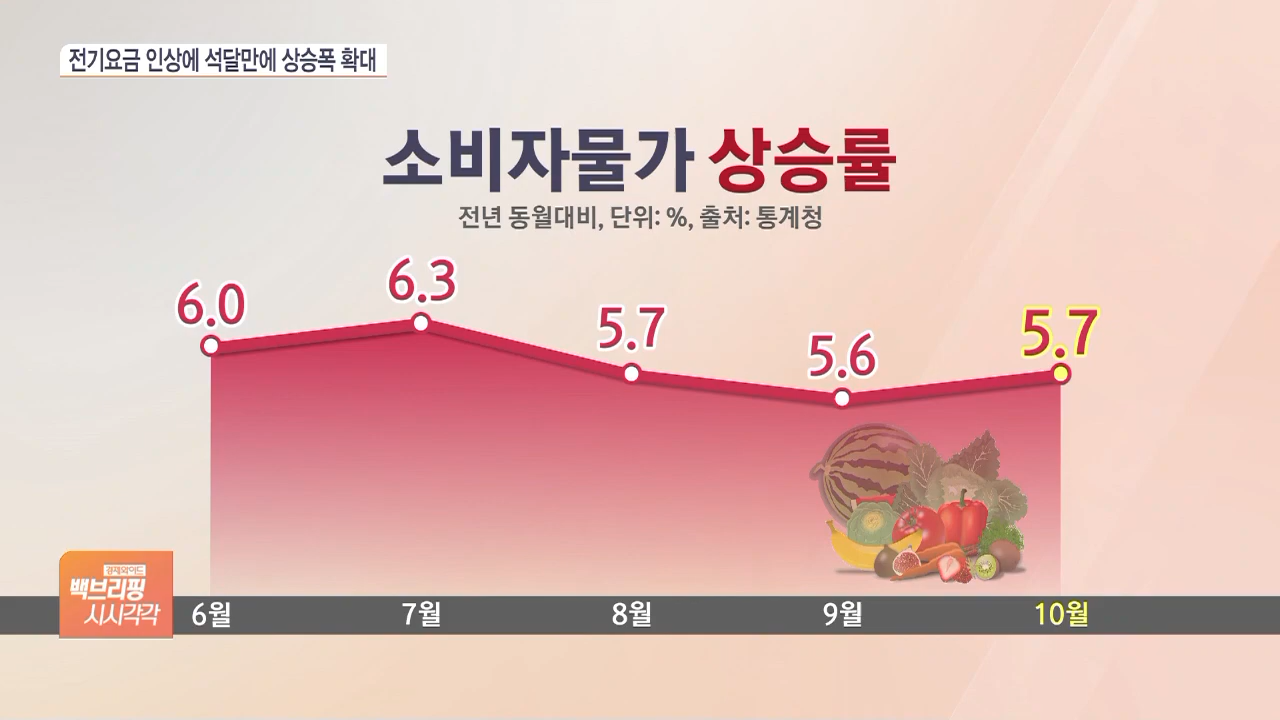 전기요금 인상에 석달만에 상승폭 확대
소비자물가 상승률
전년 동월대비, 단위: %, 출처: 통계청
6.0
6.3
5.7
5.6
5.7
경제와이드
백브리핑
시시각각
6월
7월
8월
9월
10월